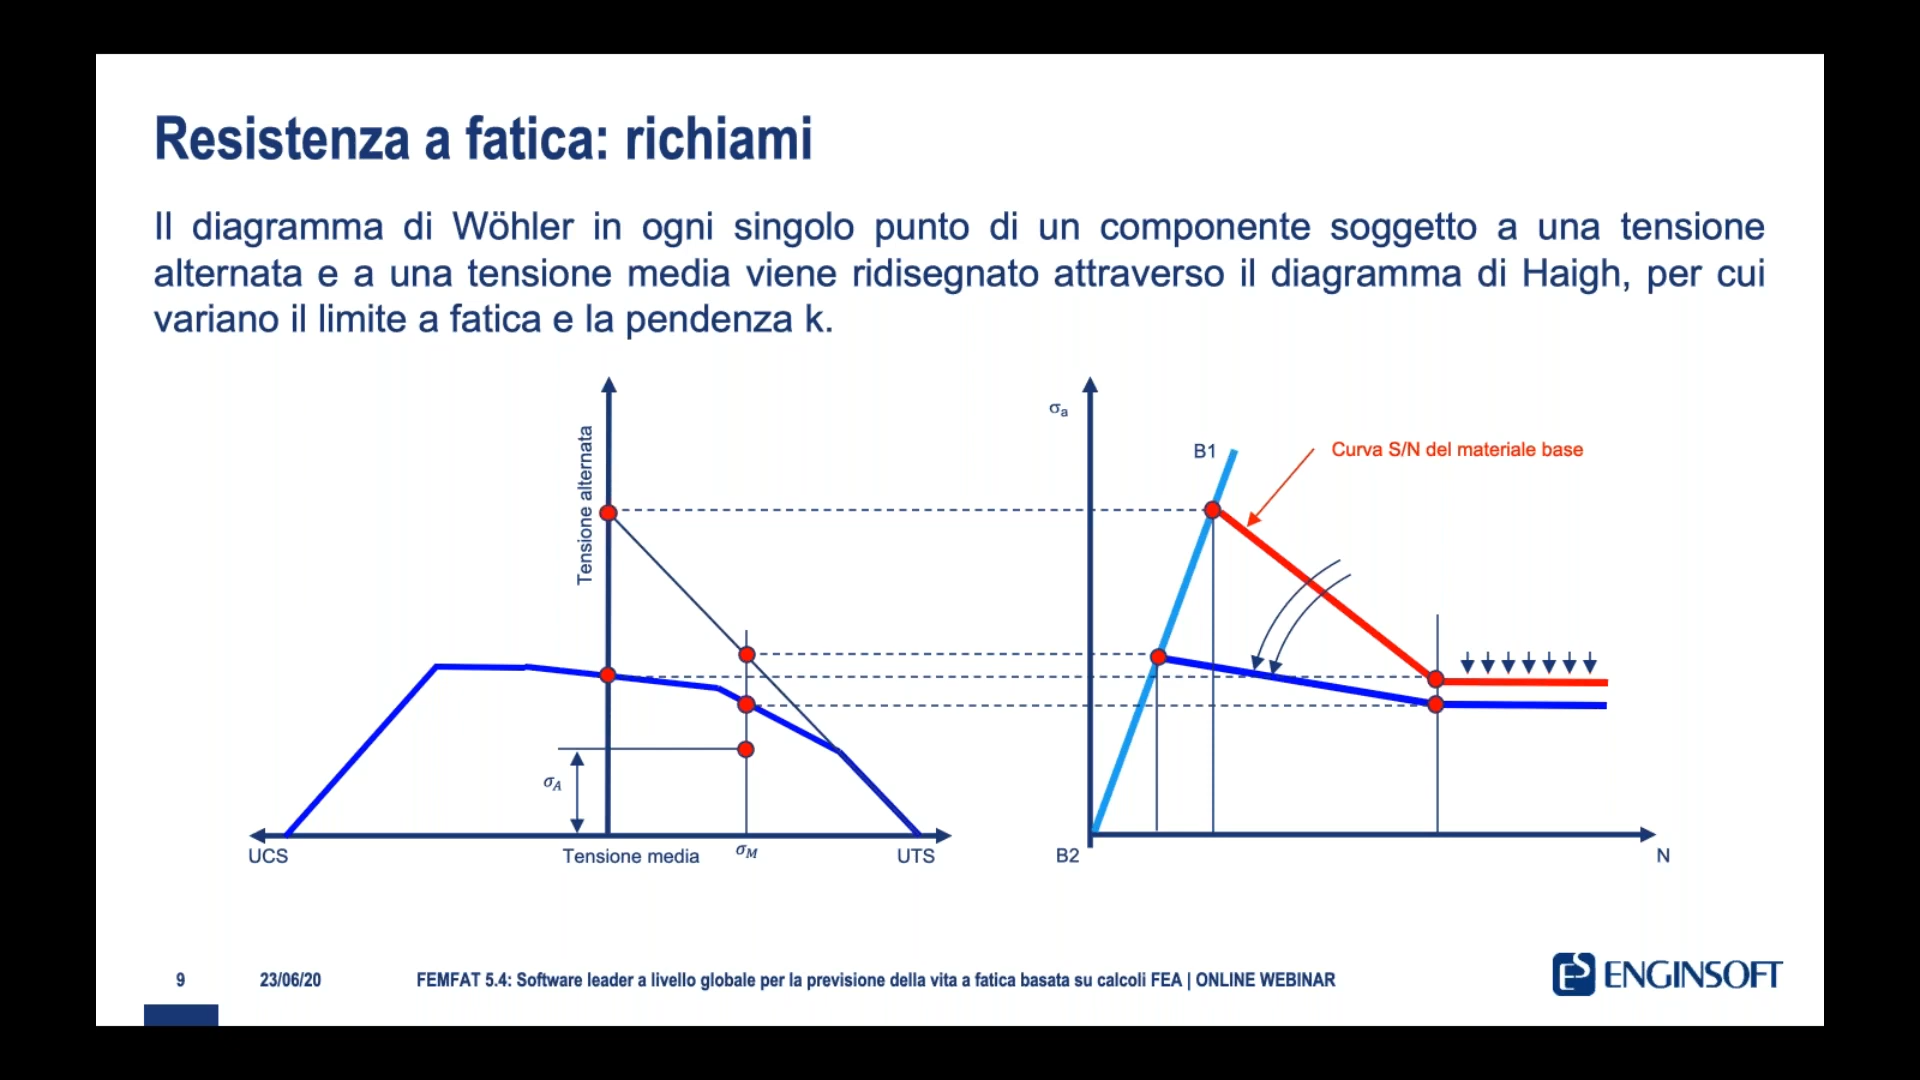 Resistenza a fatica: richiami
Il diagramma di Wöhler in ogni singolo punto di un componente soggetto a una tensione
alternata e a una tensione media viene ridisegnato attraverso il diagramma di Haigh, per cui
variano il limite a fatica e la pendenza k.
Tensione alternata
σA
UCS
Tensione media
σM
UTS
σa
B1
Curva S/N del materiale base
B2
N
9
23/06/20
FEMFAT 5.4: Software leader a livello globale per la previsione della vita a fatica basata su calcoli FEA | ONLINE WEBINAR
ES ENGINSOFT